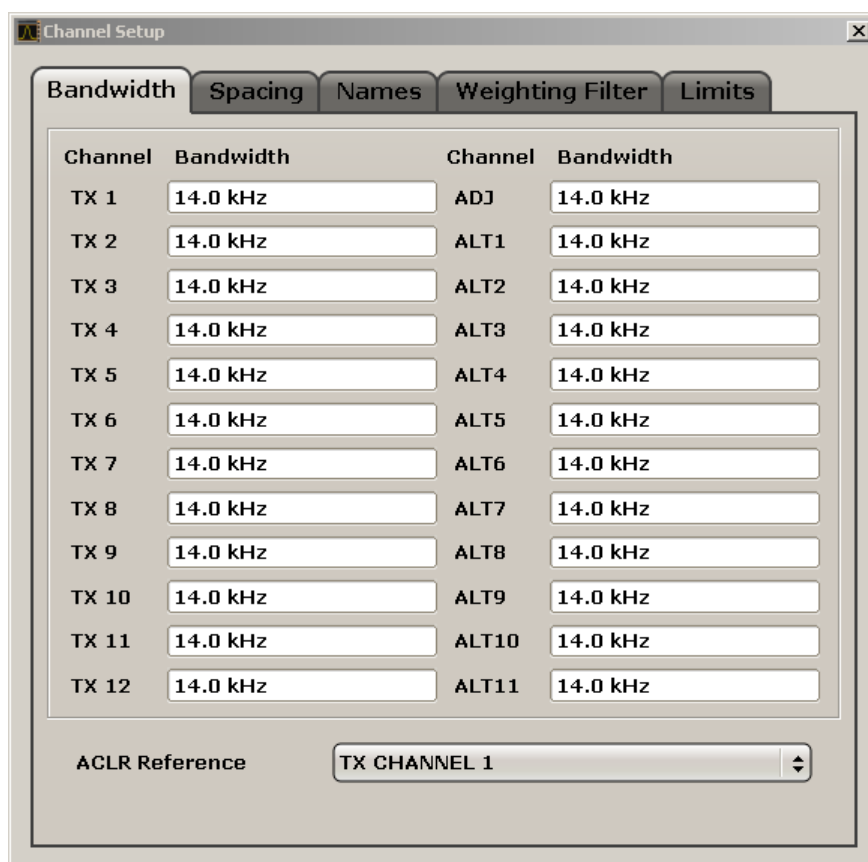 Channel Setup
Bandwidth Spacing Names Weighting Filter Limits
Channel Bandwidth Channel Bandwidth
TX 1 14.0 kHz ADJ 14.0 kHz
TX 2 14.0 kHz ALT1 14.0 kHz
TX 3 14.0 kHz ALT2 14.0 kHz
TX 4 14.0 kHz ALT3 14.0 kHz
TX 5 14.0 kHz ALT4 14.0 kHz
TX 6 14.0 kHz ALT5 14.0 kHz
TX 7 14.0 kHz ALT6 14.0 kHz
TX 8 14.0 kHz ALT7 14.0 kHz
TX 9 14.0 kHz ALT8 14.0 kHz
TX 10 14.0 kHz ALT9 14.0 kHz
TX 11 14.0 kHz ALT10 14.0 kHz
TX 12 14.0 kHz ALT11 14.0 kHz
ACLR Reference TX CHANNEL 1